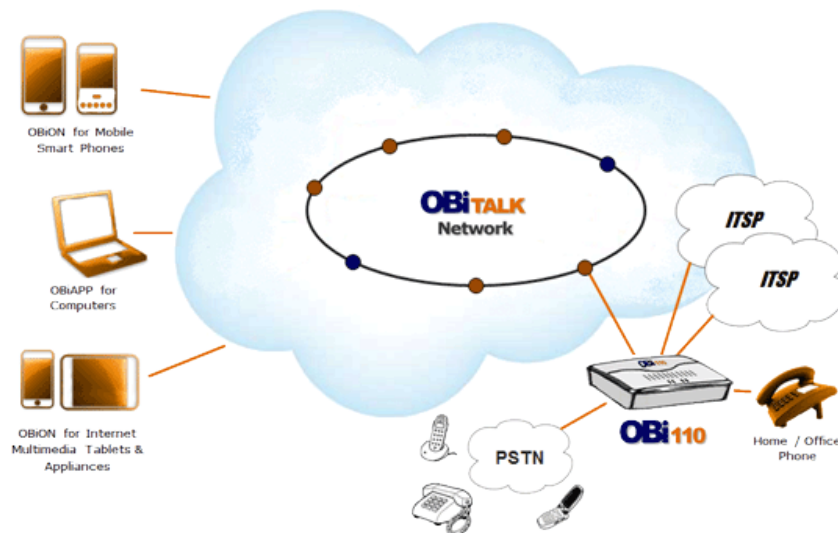 OBiON for Mobile
Smart Phones
OBiAPP for
Computers
OBiON for Internet
Multimedia Tablets &
Appliances
OBiTALK
Network
ITSP
ITSP
OBi110
OBi110
Home / Office
Phone
PSTN